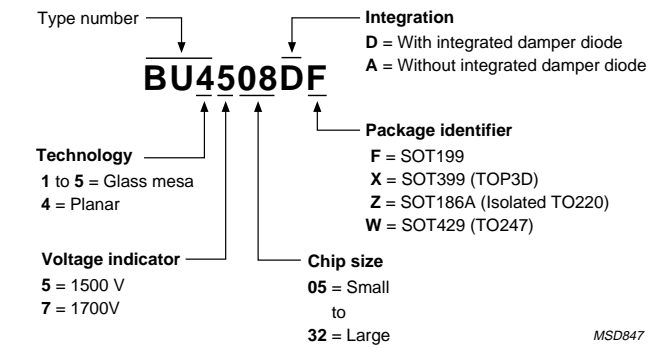 Type number
Integration
D = With integrated damper diode
A = Without integrated damper diode
BU4508DF
Package identifier
F = SOT199
X = SOT399 (TOP3D)
Z = SOT186A (Isolated TO220)
W = SOT429 (TO247)
Technology
1 to 5 = Glass mesa
4 = Planar
Voltage indicator
5 = 1500 V
7 = 1700V
Chip size
05 = Small
to
32 = Large
MSD847